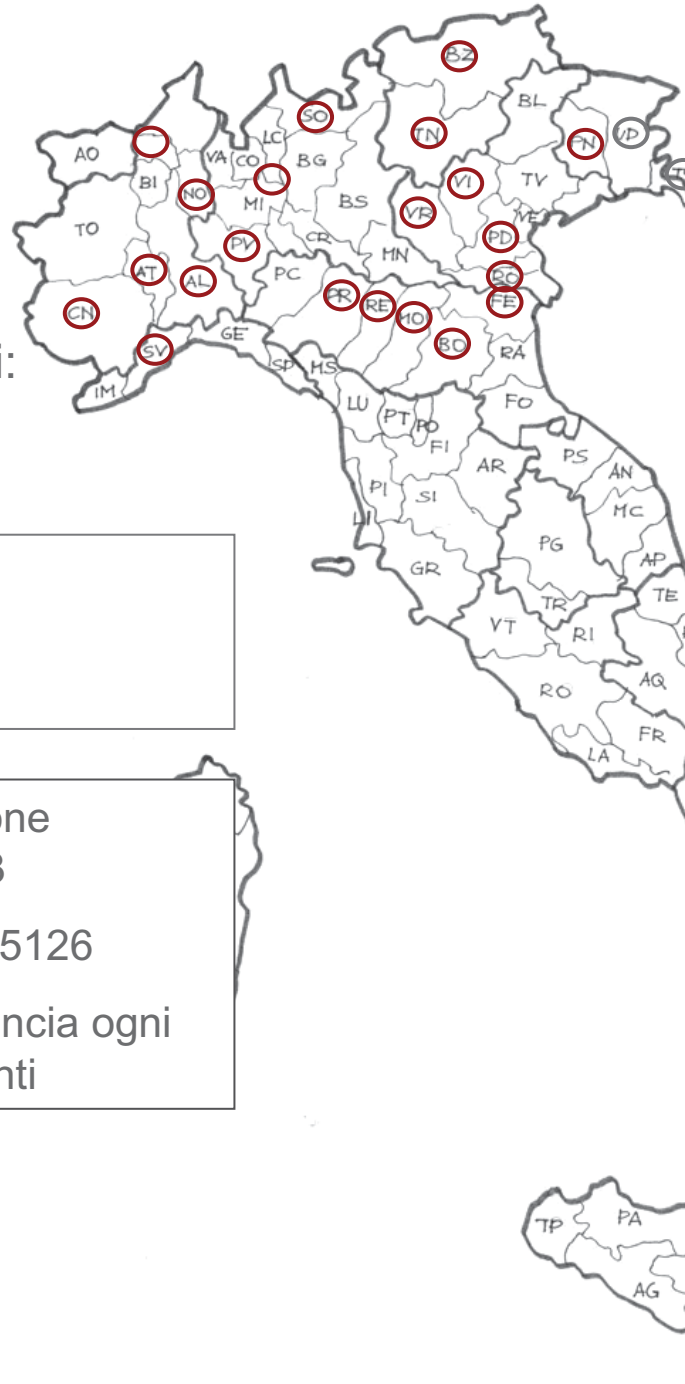 BZ
SO
BL
LC
TN
UD
PN
AO
VA
CO
BG
BI
NO
MI
BS
VI
TV
VR
VE
TO
PV
CR
MN
PD
AT
AL
PC
RO
CN
PR
RE
MO
FE
SV
GE
BO
RA
i:
SP
MS
IM
LU
PT
PO
FO
FI
PS
AR
AN
PI
SI
MC
LI
PG
AP
GR
TE
TR
VT
RI
RO
AQ
FR
LA
one
5126
ncia ogni
nti
TP
PA
AG